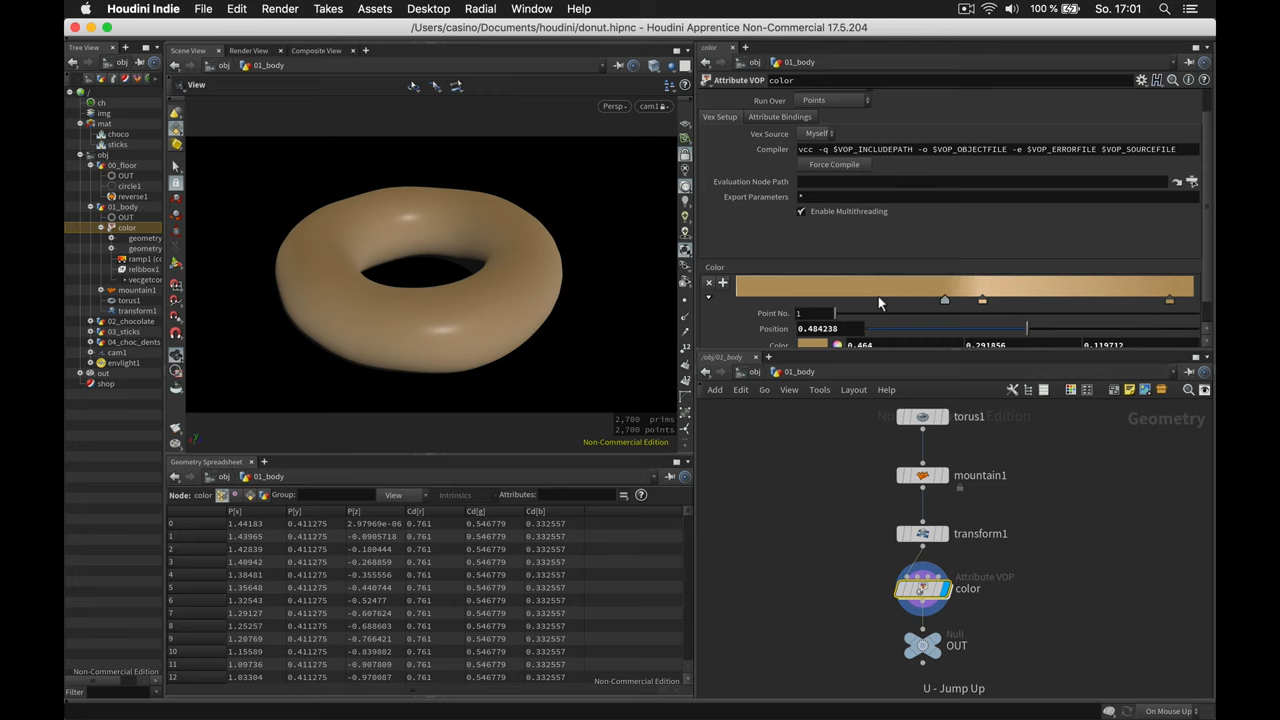 Houdini Indie File Edit Render Takes Assets Desktop Radial Window Help 100 % So. 17:01
/Users/casino/Documents/houdini/donut.hipnc - Houdini Apprentice Non-Commercial 17.5.204
Tree View
obj
/
ch
img
mat
choco
sticks
obj
00_floor
OUT
circle1
reverse1
01_body
OUT
color
geometry
geometry
ramp1 (co
relbbox1
vecgetco
mountain1
torus1
transform1
02_chocolate
03_sticks
04_choc_dents
cam1
envlight1
out
shop
Non-Commercial Edition
Filter
Scene View Render View Composite View
obj 01_body
View
Persp cam1
2,700 prims
2,700 points
Non-Commercial Edition
Geometry Spreadsheet
obj 01_body
Node: color Group: View Intrinsics Attributes:
P[x] P[y] P[z] Cd[r] Cd[g] Cd[b]
0 1.44183 0.411275 2.97969e-06 0.761 0.546779 0.332557
1 1.43965 0.411275 -0.0905718 0.761 0.546779 0.332557
2 1.42839 0.411275 -0.180444 0.761 0.546779 0.332557
3 1.40942 0.411275 -0.268859 0.761 0.546779 0.332557
4 1.38481 0.411275 -0.355556 0.761 0.546779 0.332557
5 1.35648 0.411275 -0.440744 0.761 0.546779 0.332557
6 1.32543 0.411275 -0.52477 0.761 0.546779 0.332557
7 1.29127 0.411275 -0.607624 0.761 0.546779 0.332557
8 1.25257 0.411275 -0.688603 0.761 0.546779 0.332557
9 1.20769 0.411275 -0.766421 0.761 0.546779 0.332557
10 1.15589 0.411275 -0.839802 0.761 0.546779 0.332557
11 1.09736 0.411275 -0.907809 0.761 0.546779 0.332557
12 1.03304 0.411275 -0.970087 0.761 0.546779 0.332557
Non-Commercial Edition
color
obj 01_body
Attribute VOP color
Run Over Points
Vex Setup Attribute Bindings
Vex Source Myself
Compiler vcc -q $VOP_INCLUDEPATH -o $VOP_OBJECTFILE -e $VOP_ERRORFILE $VOP_SOURCEFILE
Force Compile
Evaluation Node Path
Export Parameters *
Enable Multithreading
Color
Point No. 1
Position 0.484238
Color 0.464 0.291856 0.119712
/obj/01_body
obj 01_body
Add Edit Go View Tools Layout Help
Edition
Geometry
torus1
mountain1
transform1
Attribute VOP
color
Null
OUT
U - Jump Up
On Mouse Up